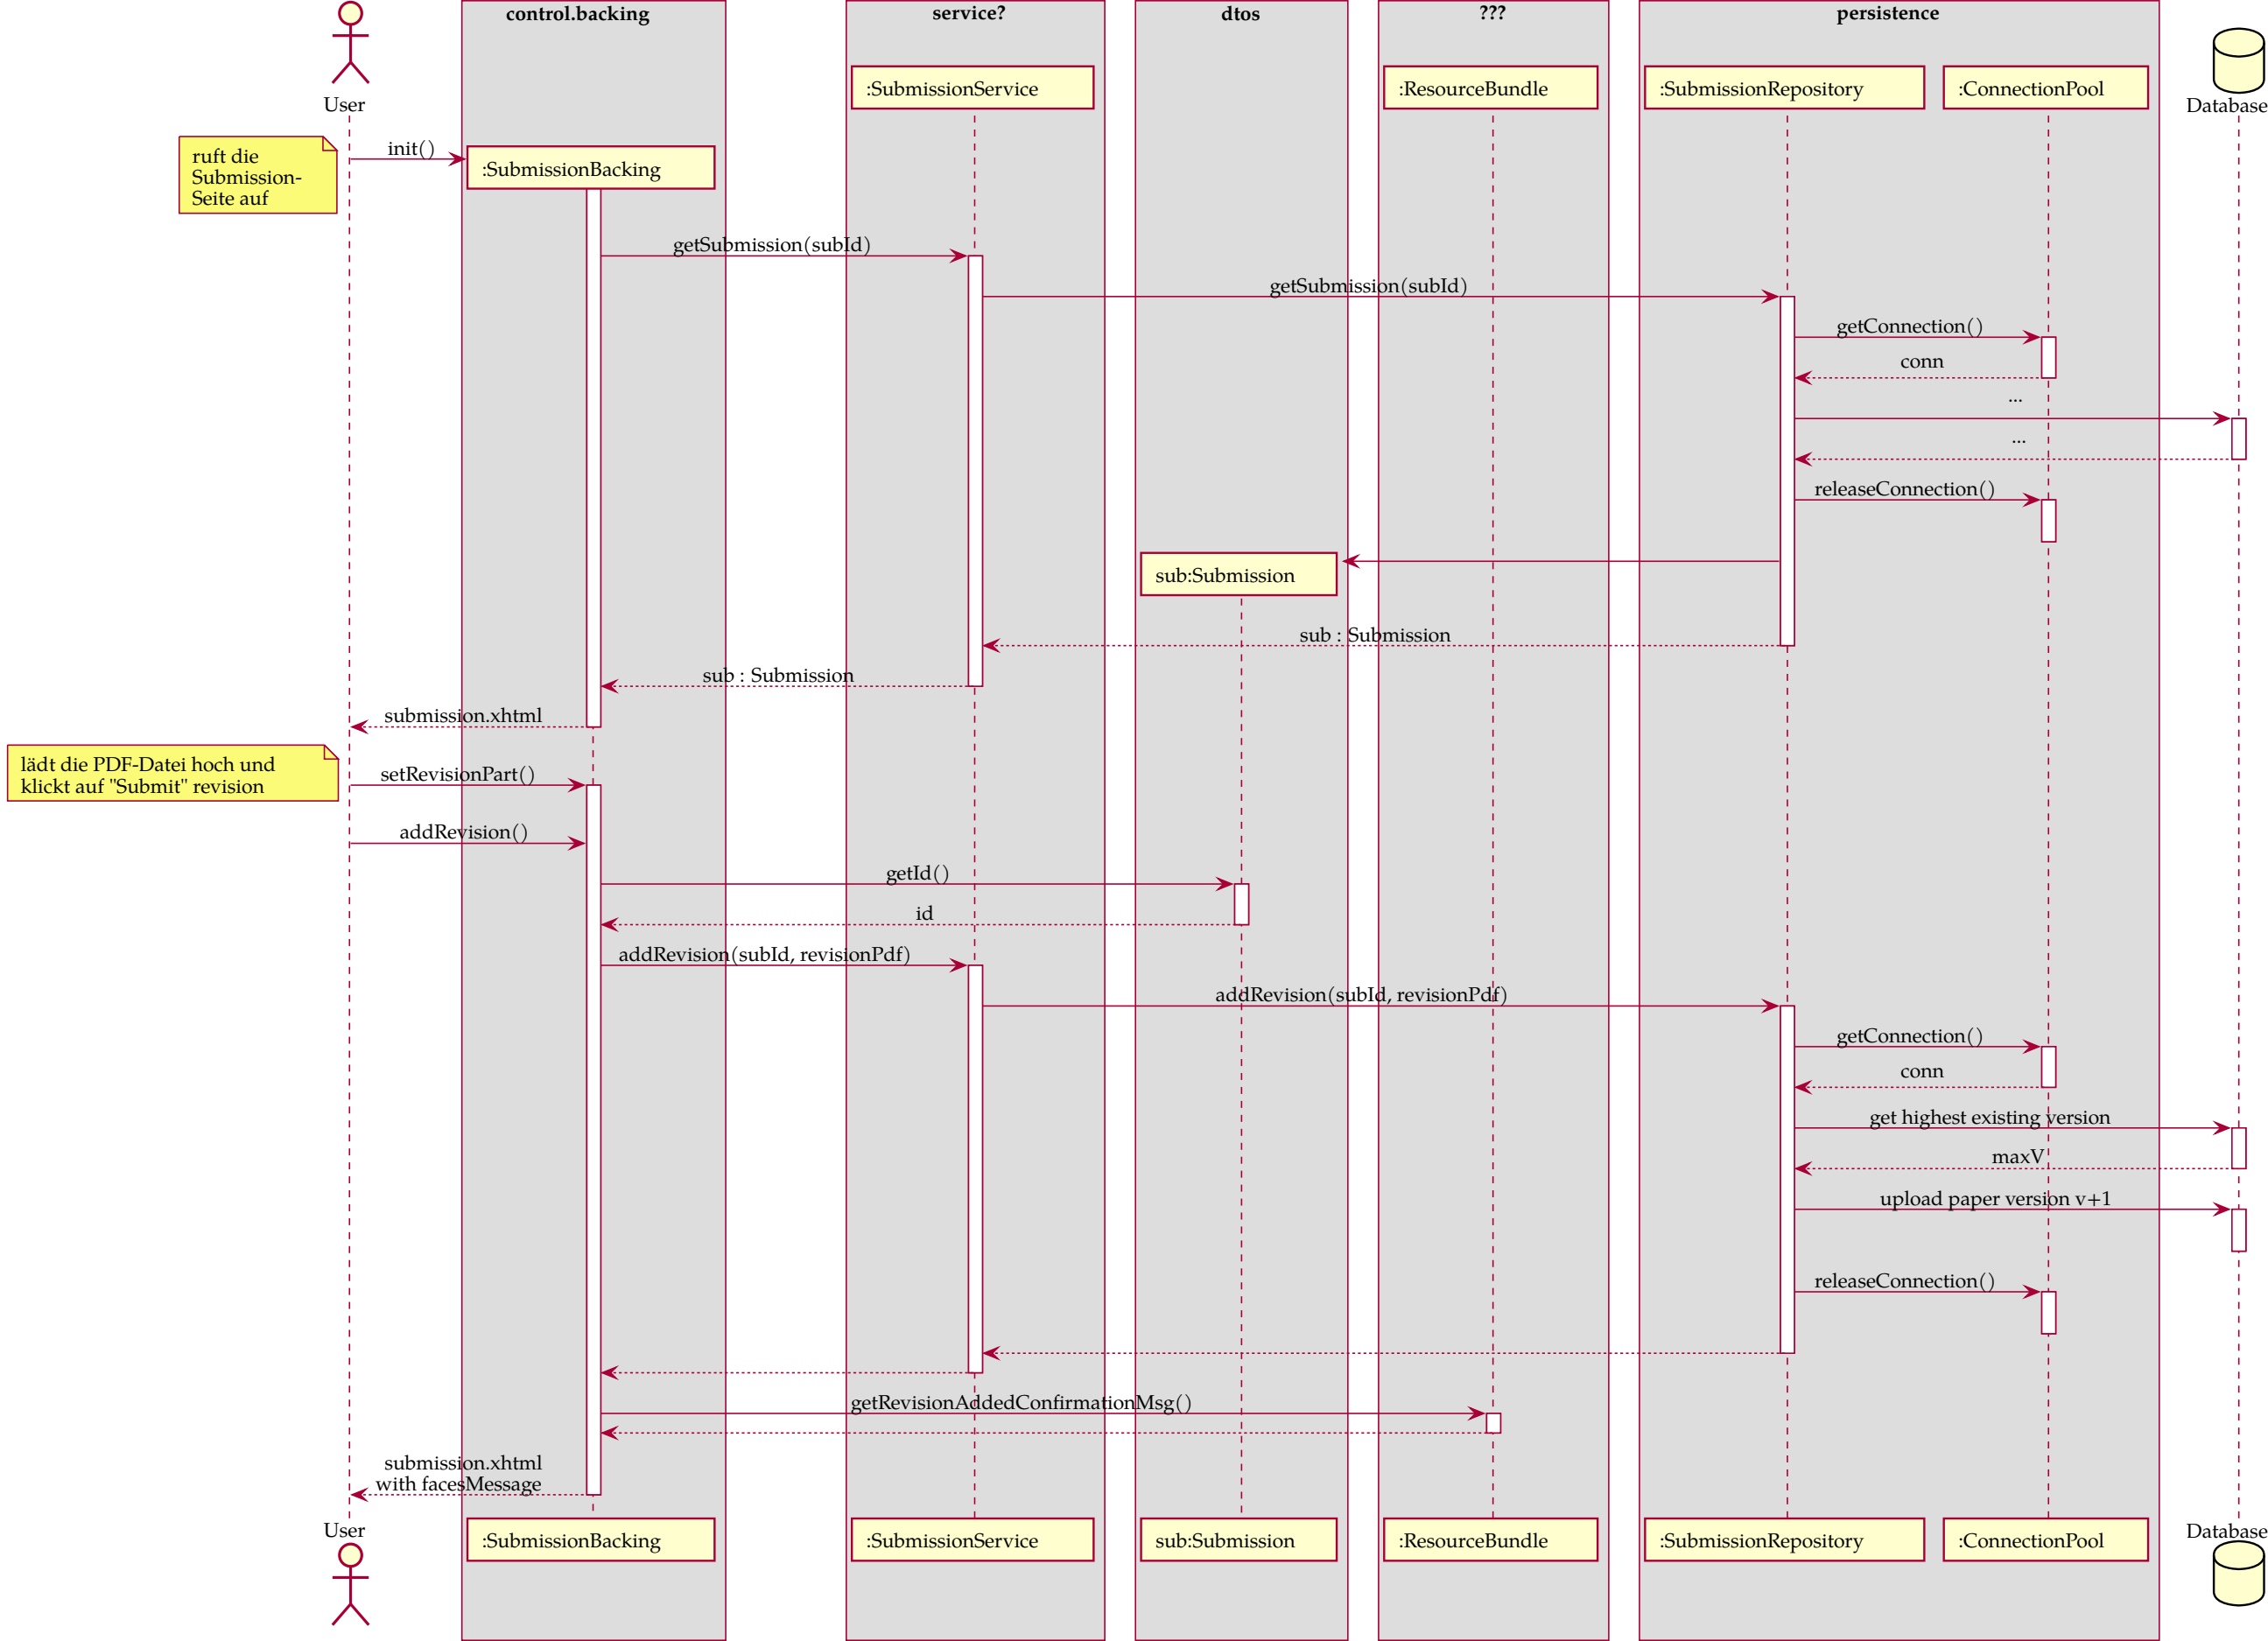 control.backing
service?
dtos
???
persistence
:SubmissionService
:ResourceBundle
:SubmissionRepository
:ConnectionPool
User
Database
ruft die
Submission-
Seite auf
init()
:SubmissionBacking
getSubmission(subId)
getSubmission(subId)
getConnection()
conn
...
...
releaseConnection()
sub:Submission
sub : Submission
sub : Submission
submission.xhtml
lädt die PDF-Datei hoch und
klickt auf "Submit" revision
setRevisionPart()
addRevision()
getId()
id
addRevision(subId, revisionPdf)
addRevision(subId, revisionPdf)
getConnection()
conn
get highest existing version
maxV
upload paper version v+1
releaseConnection()
getRevisionAddedConfirmationMsg()
submission.xhtml
with facesMessage
User
:SubmissionBacking
:SubmissionService
sub:Submission
:ResourceBundle
:SubmissionRepository
:ConnectionPool
Database